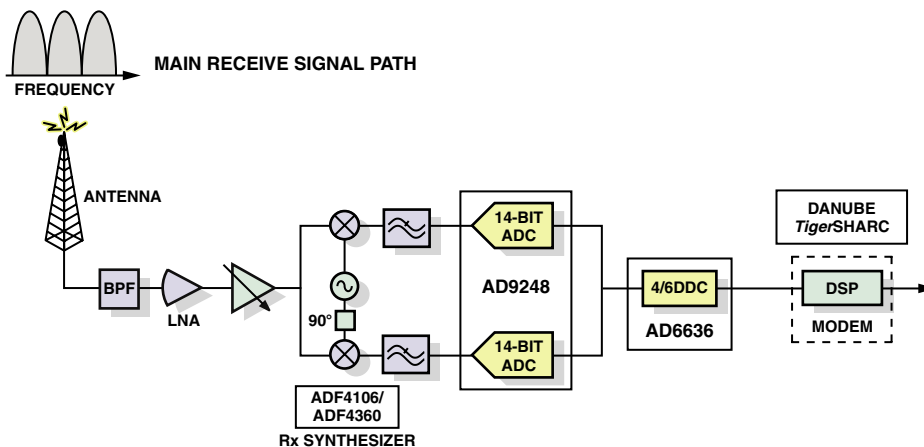 MAIN RECEIVE SIGNAL PATH
FREQUENCY
ANTENNA
BPF
LNA
90°
ADF4106/
ADF4360
Rx SYNTHESIZER
14-BIT
ADC
AD9248
14-BIT
ADC
4/6DDC
AD6636
DANUBE
TigerSHARC
DSP
MODEM